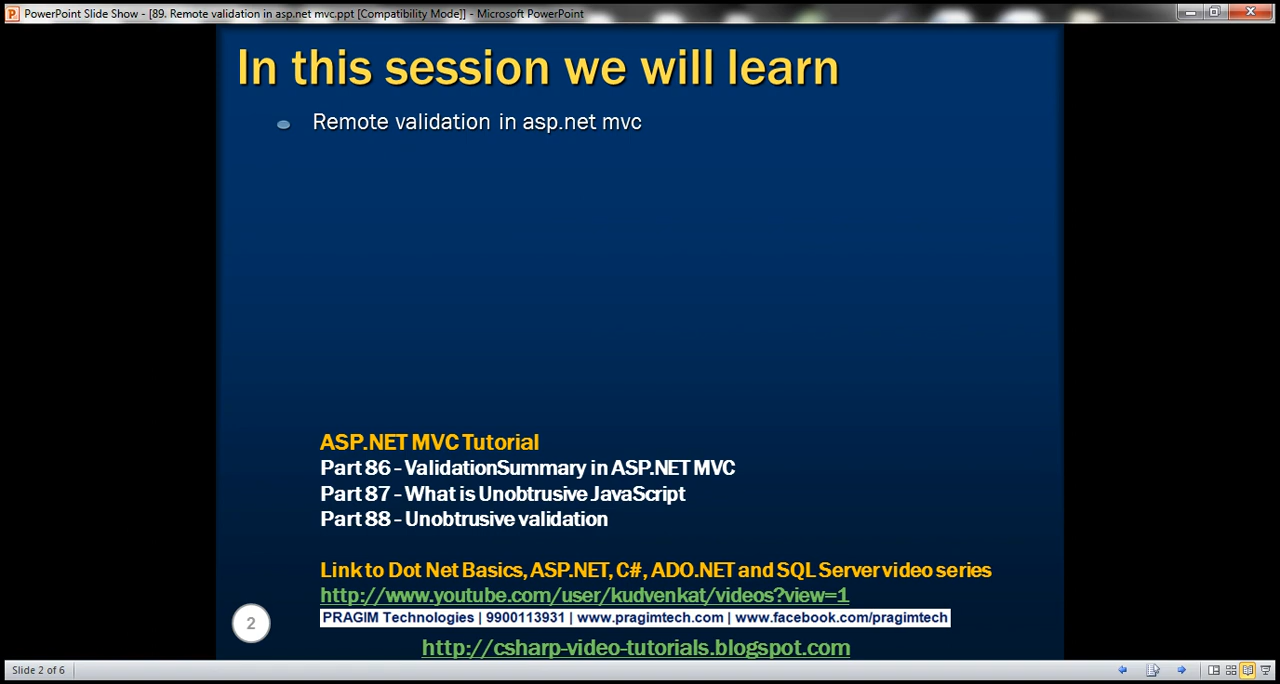 PowerPoint Slide Show - [89. Remote validation in asp.net mvc.ppt [Compatibility Mode]] - Microsoft PowerPoint
In this session we will learn
Remote validation in asp.net mvc
ASP.NET MVC Tutorial
Part 86 - ValidationSummary in ASP.NET MVC
Part 87 - What is Unobtrusive JavaScript
Part 88 - Unobtrusive validation
Link to Dot Net Basics, ASP.NET, C#, ADO.NET and SQL Server video series
http://www.youtube.com/user/kudvenkat/videos?view=1
PRAGIM Technologies | 9900113931 | www.pragimtech.com | www.facebook.com/pragimtech
2
http://csharp-video-tutorials.blogspot.com
Slide 2 of 6